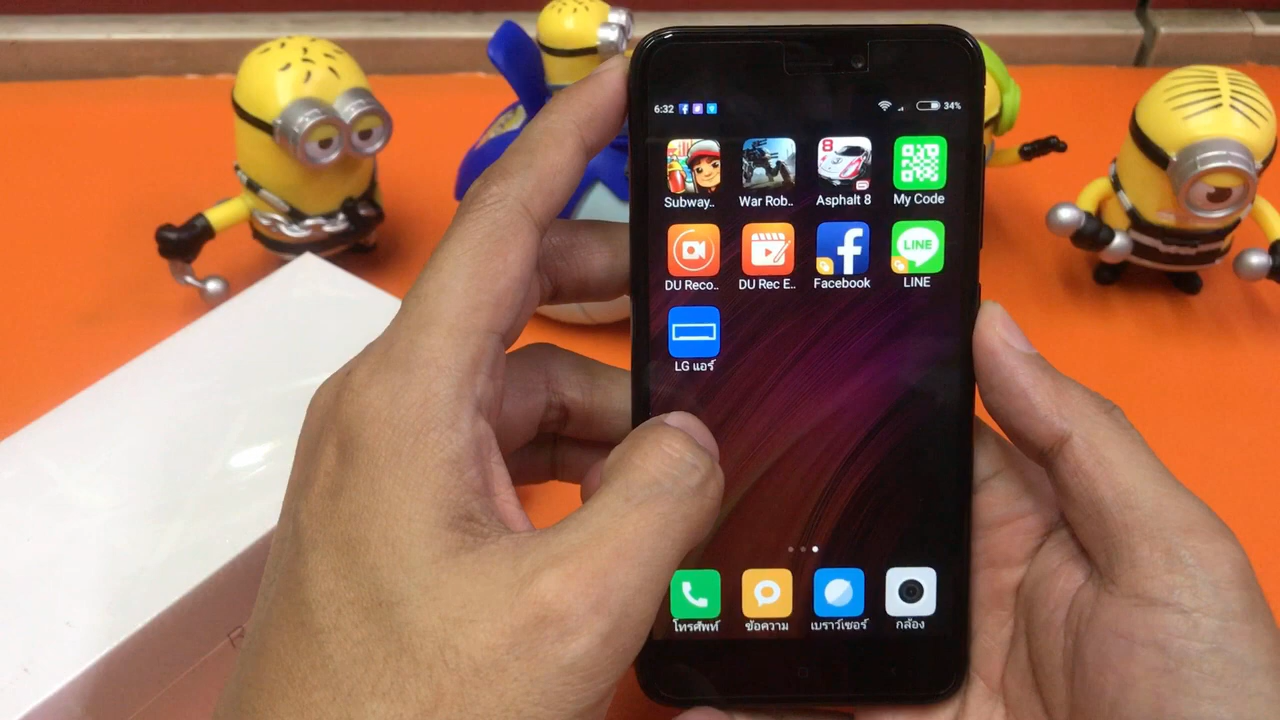 6:32 34%
Subway.. War Rob.. Asphalt 8 My Code
DU Reco.. DU Rec E.. Facebook LINE
LG แอร์
โทรศัพท์ ข้อความ เบราว์เซอร์ กล้อง